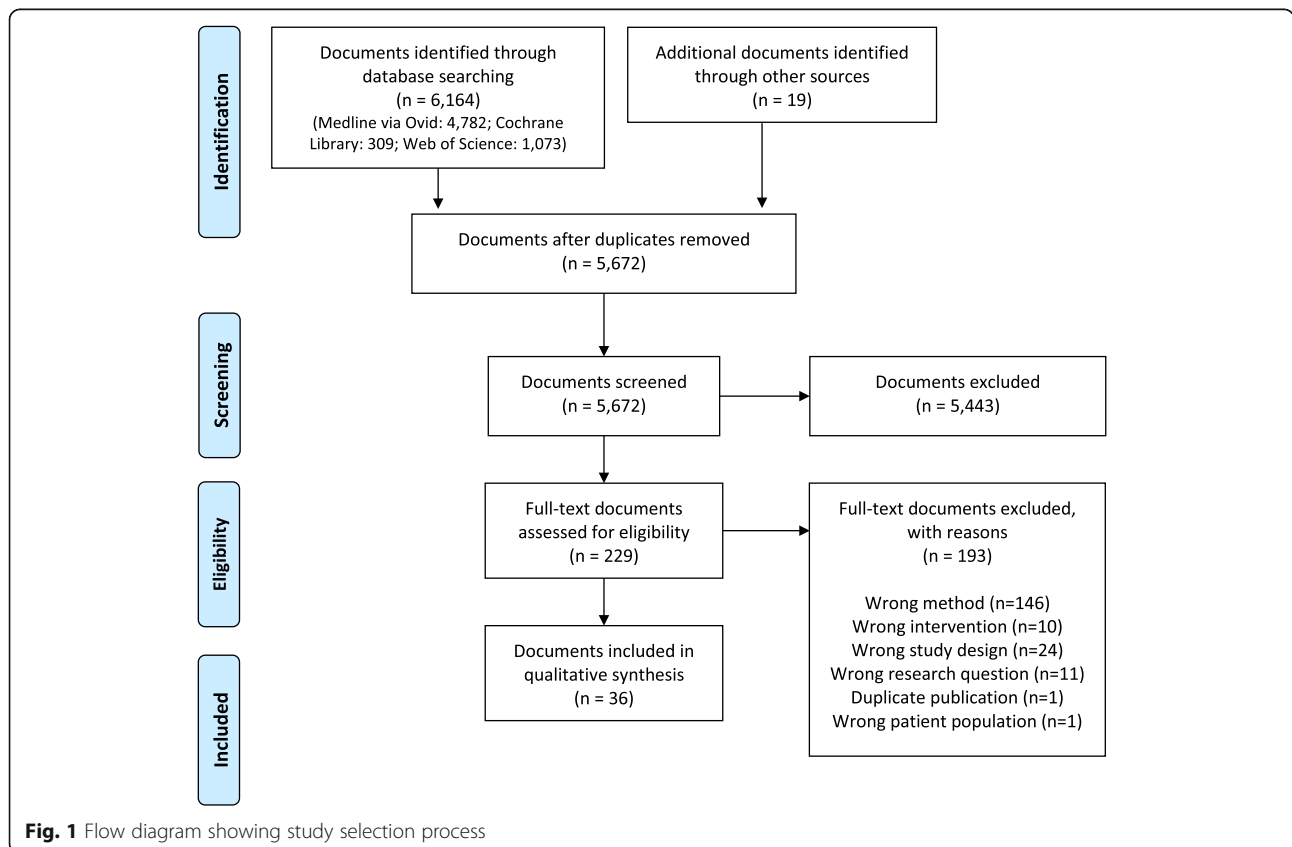 Identification
Documents identified through
database searching
(n = 6,164)
(Medline via Ovid: 4,782; Cochrane
Library: 309; Web of Science: 1,073)
Additional documents identified
through other sources
(n = 19)
Documents after duplicates removed
(n = 5,672)
Screening
Documents screened
(n = 5,672)
Documents excluded
(n = 5,443)
Eligibility
Full-text documents
assessed for eligibility
(n = 229)
Full-text documents excluded,
with reasons
(n = 193)
Wrong method (n=146)
Wrong intervention (n=10)
Wrong study design (n=24)
Wrong research question (n=11)
Duplicate publication (n=1)
Wrong patient population (n=1)
Included
Documents included in
qualitative synthesis
(n = 36)
Fig. 1 Flow diagram showing study selection process